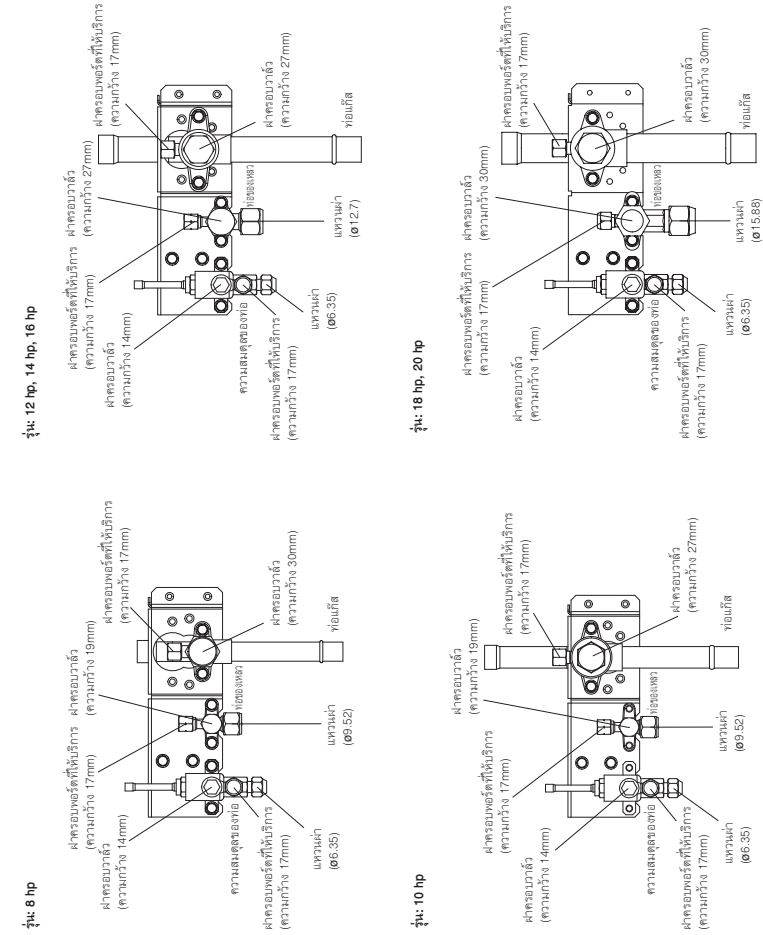 รุ่น: 8 hp
ฝาครอบพอร์ตที่ให้บริการ
(ความกว้าง 17mm)
ฝาครอบวาล์ว
(ความกว้าง 19mm)
ฝาครอบวาล์ว
(ความกว้าง 14mm)
ฝาครอบพอร์ตที่ให้บริการ
(ความกว้าง 17mm)
ท่อของเหลว
ความสมดุลของท่อ
ฝาครอบพอร์ตที่ให้บริการ
(ความกว้าง 17mm)
ฝาครอบวาล์ว
(ความกว้าง 30mm)
แหวนผ่า
(ø6.35)
แหวนผ่า
(ø9.52)
ท่อแก๊ส
รุ่น: 12 hp, 14 hp, 16 hp
ฝาครอบพอร์ตที่ให้บริการ
(ความกว้าง 17mm)
ฝาครอบวาล์ว
(ความกว้าง 27mm)
ฝาครอบพอร์ตที่ให้บริการ
(ความกว้าง 17mm)
ฝาครอบวาล์ว
(ความกว้าง 14mm)
ท่อของเหลว
ความสมดุลของท่อ
ฝาครอบพอร์ตที่ให้บริการ
(ความกว้าง 17mm)
ฝาครอบวาล์ว
(ความกว้าง 27mm)
แหวนผ่า
(ø6.35)
แหวนผ่า
(ø12.7)
ท่อแก๊ส
รุ่น: 10 hp
ฝาครอบวาล์ว
(ความกว้าง 19mm)
ฝาครอบพอร์ตที่ให้บริการ
(ความกว้าง 17mm)
ฝาครอบพอร์ตที่ให้บริการ
(ความกว้าง 17mm)
ฝาครอบวาล์ว
(ความกว้าง 14mm)
ท่อของเหลว
ความสมดุลของท่อ
ฝาครอบพอร์ตที่ให้บริการ
(ความกว้าง 17mm)
ฝาครอบวาล์ว
(ความกว้าง 27mm)
แหวนผ่า
(ø6.35)
แหวนผ่า
(ø9.52)
ท่อแก๊ส
รุ่น: 18 hp, 20 hp
ฝาครอบวาล์ว
(ความกว้าง 30mm)
ฝาครอบพอร์ตที่ให้บริการ
(ความกว้าง 17mm)
ฝาครอบพอร์ตที่ให้บริการ
(ความกว้าง 17mm)
ฝาครอบวาล์ว
(ความกว้าง 14mm)
ท่อของเหลว
ความสมดุลของท่อ
ฝาครอบพอร์ตที่ให้บริการ
(ความกว้าง 17mm)
ฝาครอบวาล์ว
(ความกว้าง 30mm)
แหวนผ่า
(ø6.35)
แหวนผ่า
(ø15.88)
ท่อแก๊ส